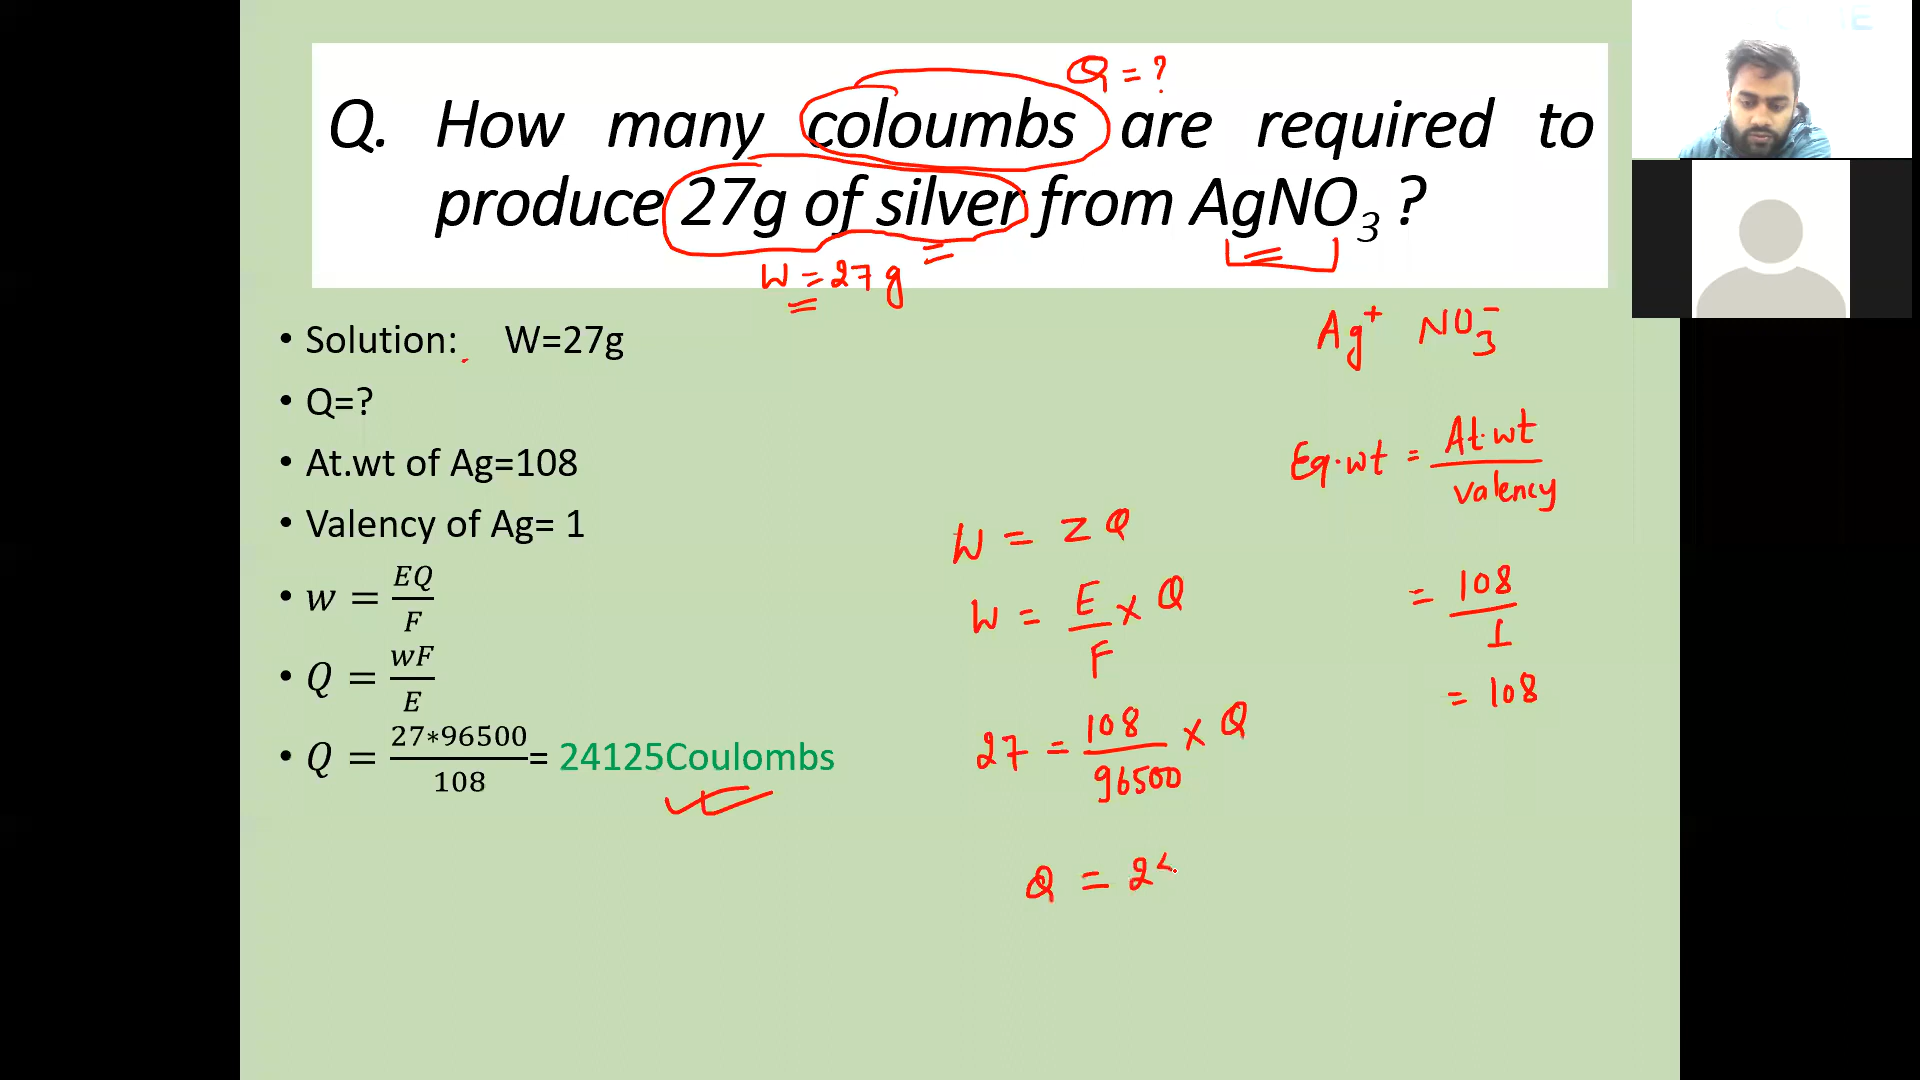 Q = ?
Q. How many coloumbs are required to
produce 27g of silver from AgNO₃ ?
W = 27 g
• Solution: W=27g
• Q=?
• At.wt of Ag=108
• Valency of Ag= 1
• w = EQ/F
• Q = wF/E
• Q = 27*96500/108 = 24125Coulombs
Ag⁺ NO₃⁻
Eq.wt = At.wt/valency
= 108/1
= 108
W = Z Q
W = E/F × Q
27 = 108/96500 × Q
Q = 2